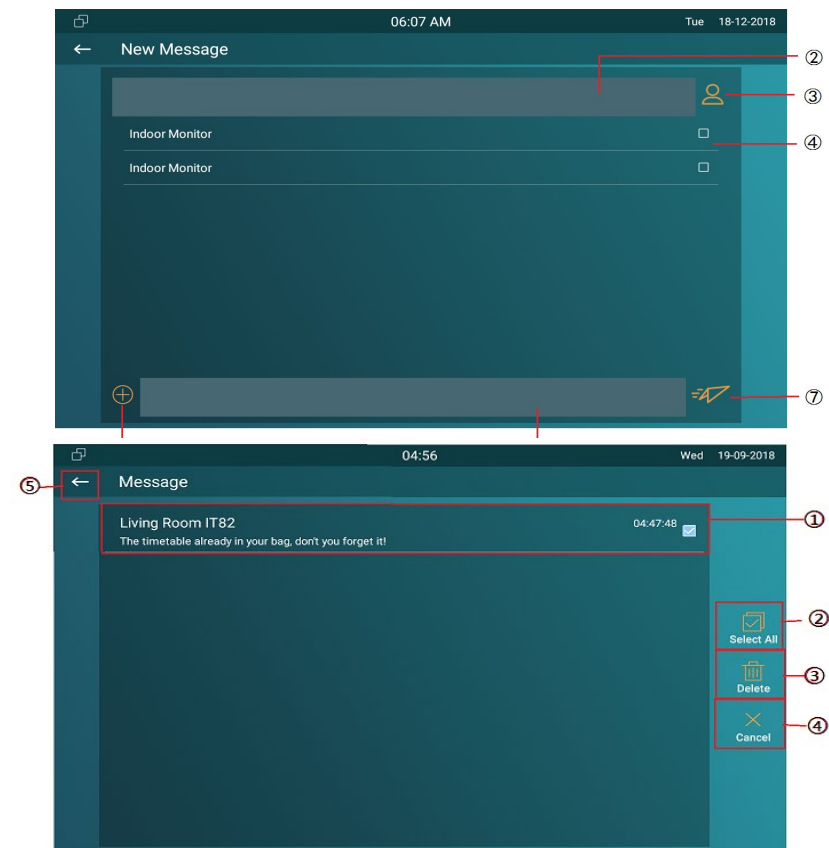 06:07 AM Tue 18-12-2018
New Message
②
③
Indoor Monitor
④
Indoor Monitor
⑦
04:56 Wed 19-09-2018
⑤
Message
Living Room IT82 04:47:48
①
The timetable already in your bag, don't you forget it!
②
Select All
③
Delete
④
Cancel